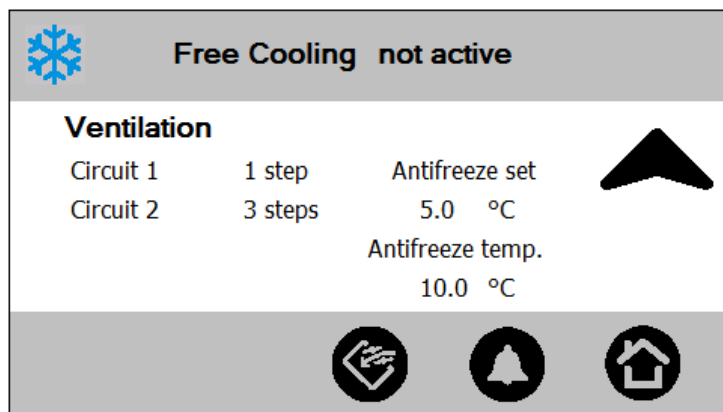 Free Cooling not active
Ventilation
Circuit 1 1 step Antifreeze set
Circuit 2 3 steps 5.0 °C
Antifreeze temp.
10.0 °C